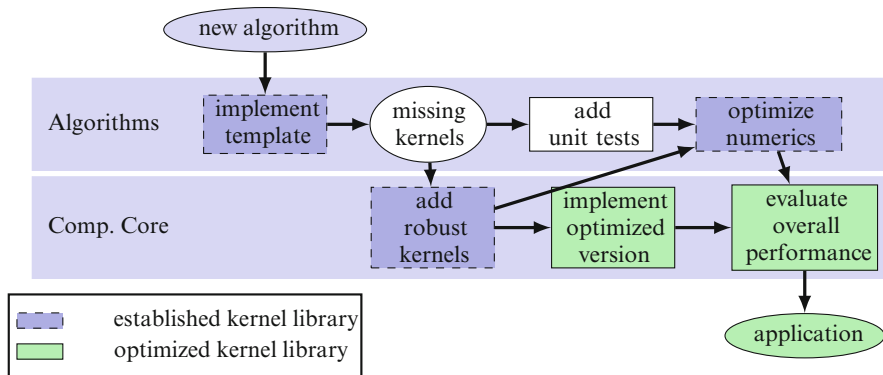 new algorithm
Algorithms
implement
template
missing
kernels
add
unit tests
optimize
numerics
Comp. Core
add
robust
kernels
implement
optimized
version
evaluate
overall
performance
established kernel library
optimized kernel library
application